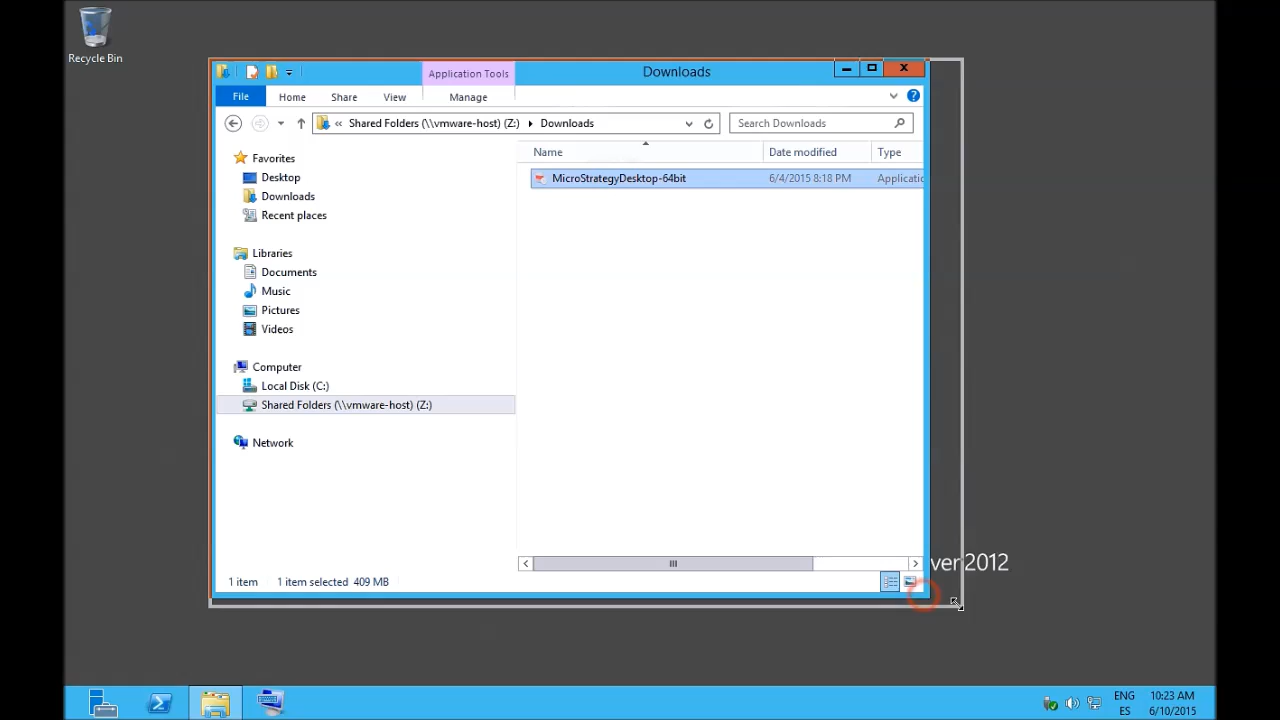 Recycle Bin
Application Tools
Downloads
File
Home
Share
View
Manage
« Shared Folders (\\vmware-host) (Z:) Downloads
Search Downloads
Name
Date modified
Type
MicroStrategyDesktop-64bit
6/4/2015 8:18 PM
Applicatio
Favorites
Desktop
Downloads
Recent places
Libraries
Documents
Music
Pictures
Videos
Computer
Local Disk (C:)
Shared Folders (\\vmware-host) (Z:)
Network
1 item
1 item selected 409 MB
ver 2012
ENG
ES
10:23 AM
6/10/2015